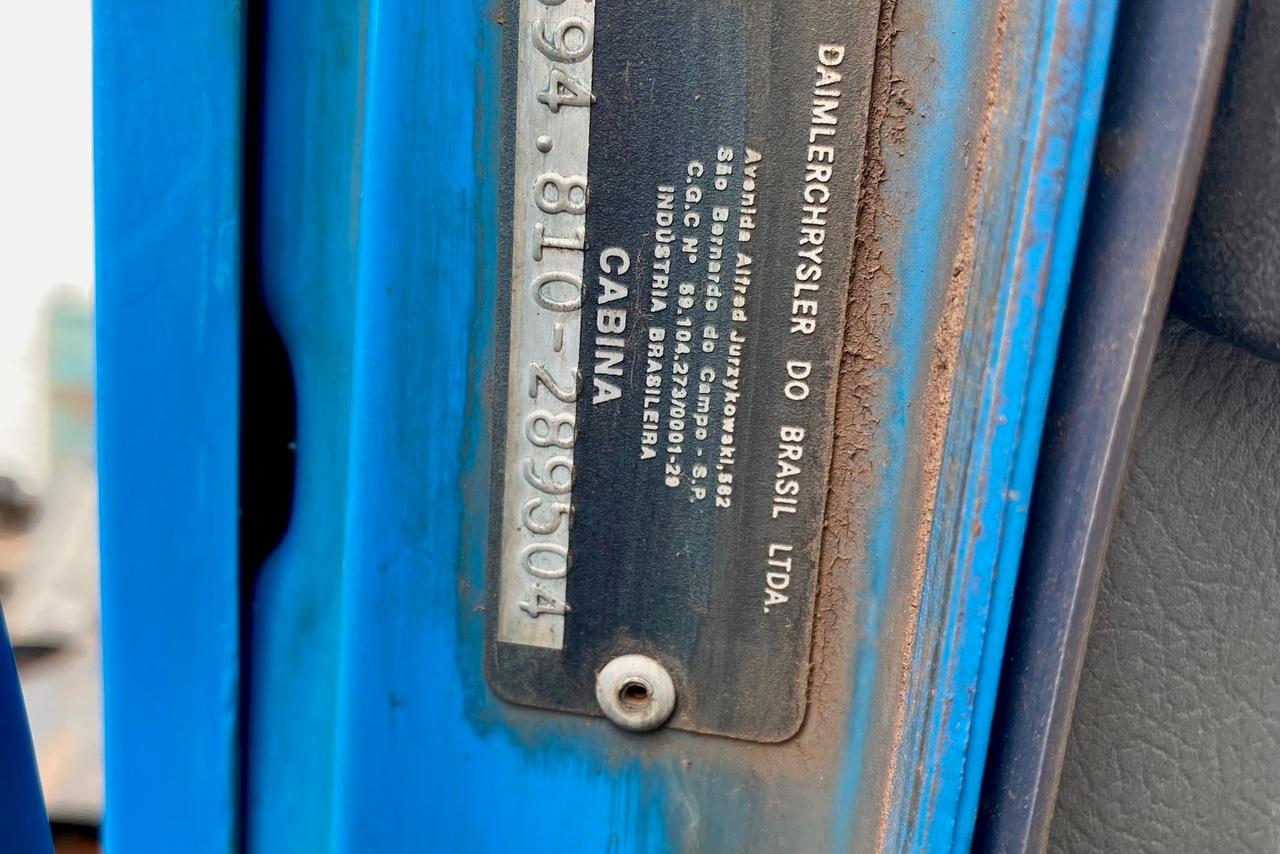 DAIMLERCHRYSLER DO BRASIL LTDA.
Avenida Alfred Jurzykowski,562
São Bernardo do Campo - S.P.
C.G.C Nº 59.104.273/0001-29
INDÚSTRIA BRASILEIRA
CABINA
94.810-289504